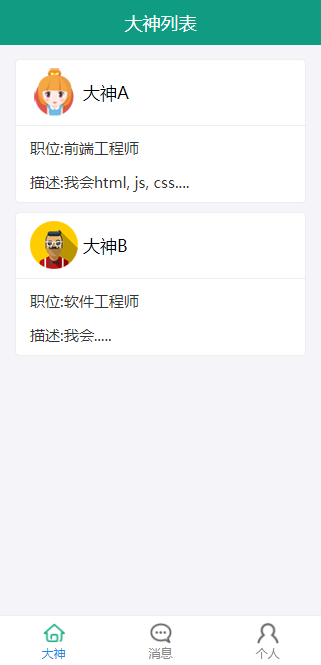 大神列表
大神A
职位:前端工程师
描述:我会html, js, css....
大神B
职位:软件工程师
描述:我会.....
大神
消息
个人